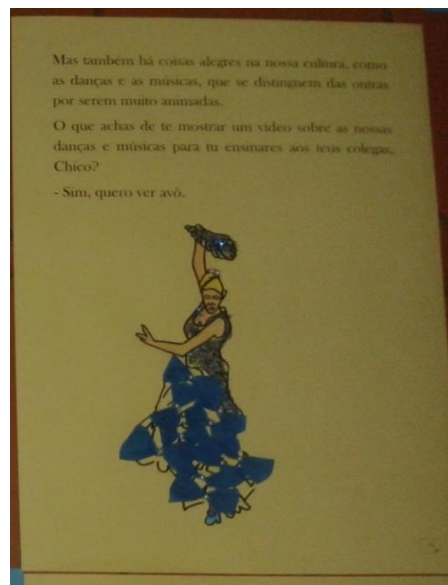 Mas também há coisas alegres na nossa cultura, como
as danças e as músicas, que se distinguem das outras
por serem muito animadas.
O que achas de te mostrar um video sobre as nossas
danças e músicas para tu ensinares aos teus colegas,
Chico?
- Sim, quero ver avô.